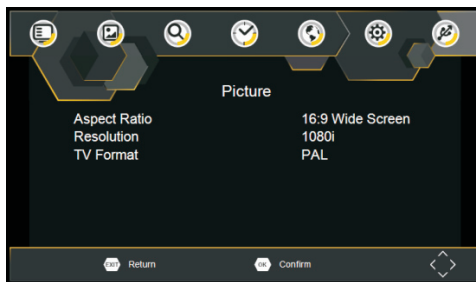 Picture
Aspect Ratio 16:9 Wide Screen
Resolution 1080i
TV Format PAL
EXIT Return OK Confirm